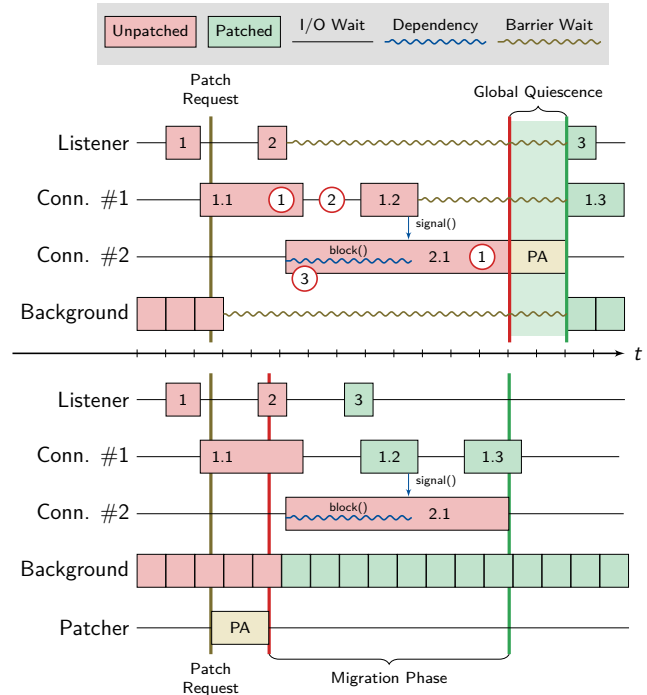 Unpatched Patched I/O Wait Dependency Barrier Wait
Patch
Request
Global Quiescence
Listener 1 2 3
Conn. #1 1.1 1 2 1.2 1.3
signal()
Conn. #2 block() 2.1 1 PA
3
Background
t
Listener 1 2 3
Conn. #1 1.1 1.2 1.3
signal()
Conn. #2 block() 2.1
Background
Patcher PA
Patch
Request
Migration Phase